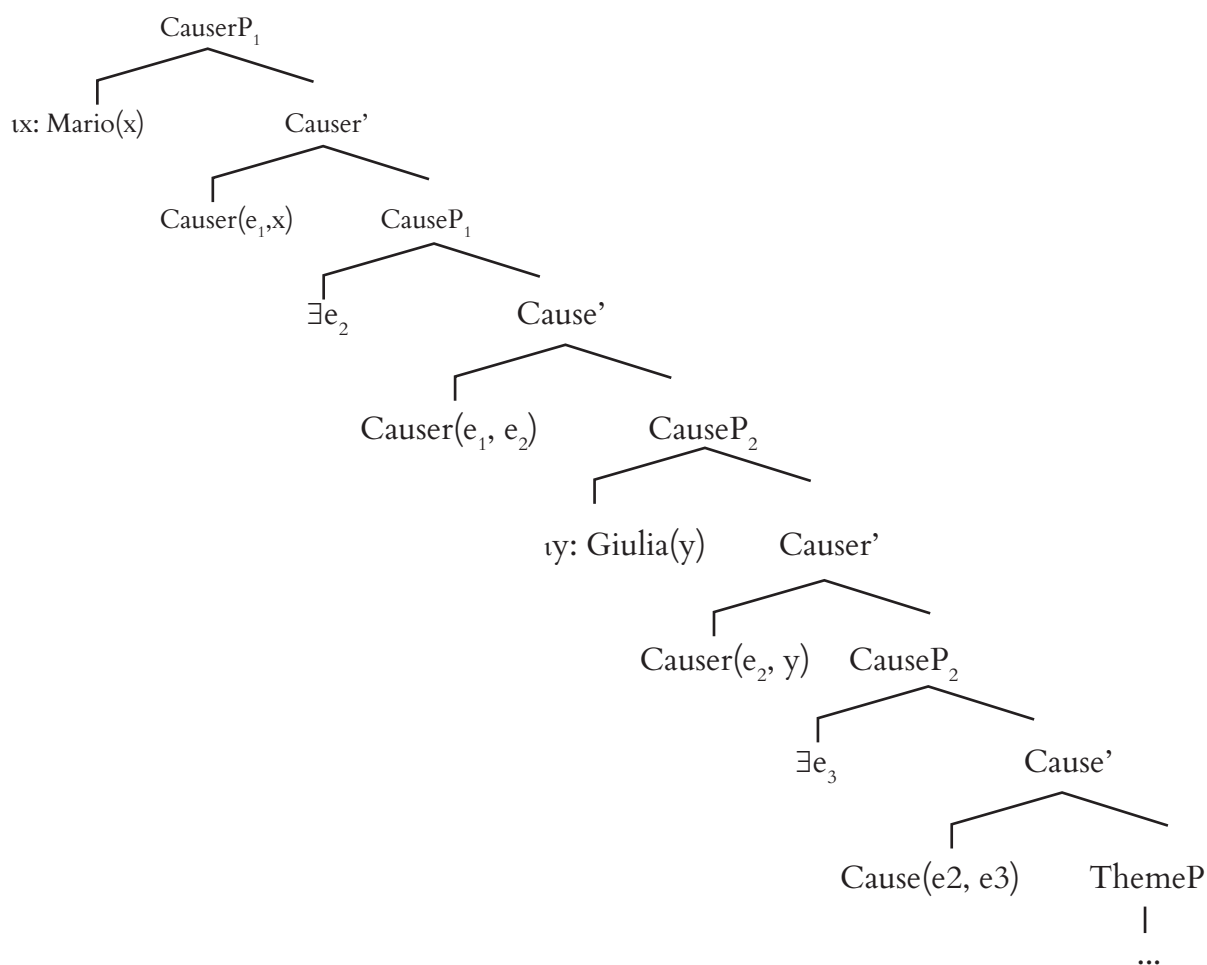 CauserP₁
ιx: Mario(x) Causer’
Causer(e₁,x) CauseP₁
∃e₂ Cause’
Causer(e₁, e₂) CauseP₂
ιy: Giulia(y) Causer’
Causer(e₂, y) CauseP₂
∃e₃ Cause’
Cause(e2, e3) ThemeP
...